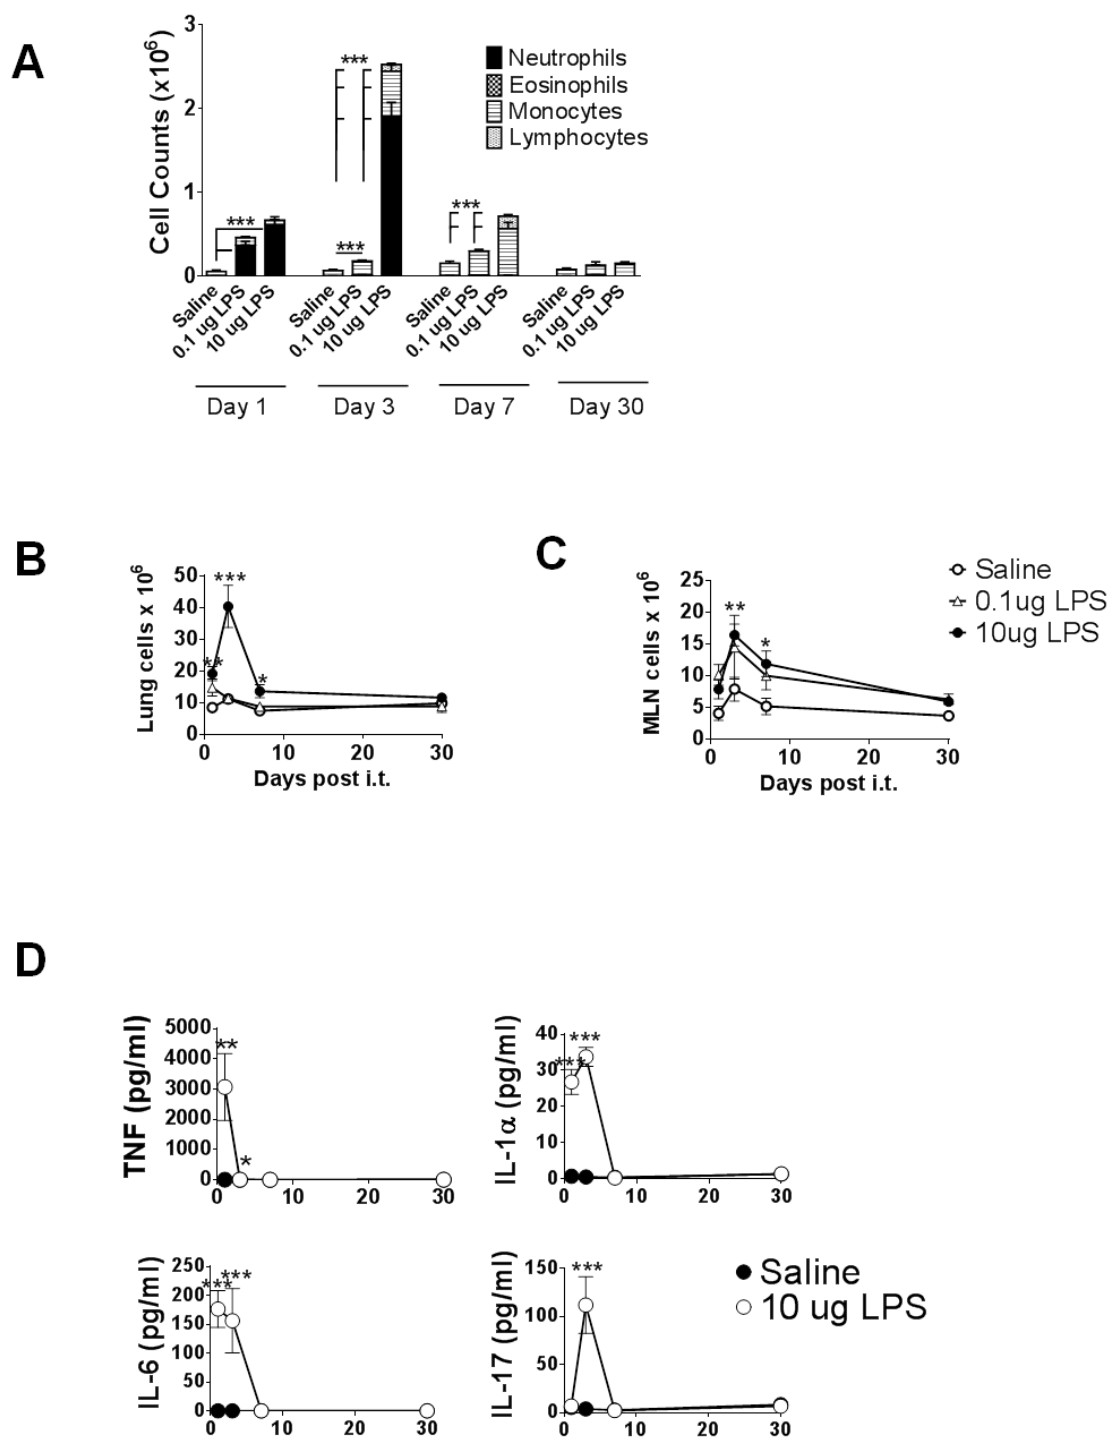 A
Cell Counts (x10⁶)
3
2
1
0
***
***
***
***
Neutrophils
Eosinophils
Monocytes
Lymphocytes
Saline
0.1 ug LPS
10 ug LPS
Saline
0.1 ug LPS
10 ug LPS
Saline
0.1 ug LPS
10 ug LPS
Saline
0.1 ug LPS
10 ug LPS
Day 1
Day 3
Day 7
Day 30
B
Lung cells x 10⁶
50
40
30
20
10
0
***
**
*
0 10 20 30
Days post i.t.
C
MLN cells x 10⁶
25
20
15
10
5
0
**
*
0 10 20 30
Days post i.t.
Saline
0.1ug LPS
10ug LPS
D
TNF (pg/ml)
5000
4000
3000
2000
1000
0
**
*
0 10 20 30
IL-1α (pg/ml)
40
30
20
10
0
***
***
0 10 20 30
IL-6 (pg/ml)
250
200
150
100
50
0
***
***
0 10 20 30
IL-17 (pg/ml)
150
100
50
0
***
0 10 20 30
Saline
10 ug LPS